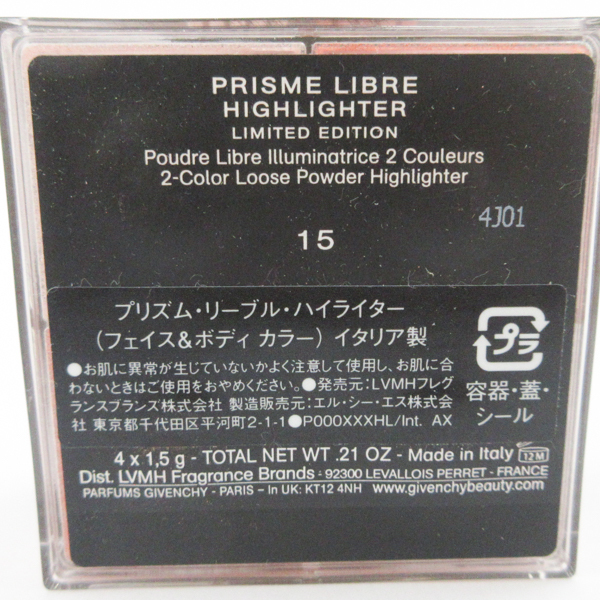 PRISME LIBRE
HIGHLIGHTER
LIMITED EDITION
Poudre Libre Illuminatrice 2 Couleurs
2-Color Loose Powder Highlighter
4J01
15
プリズム・リーブル・ハイライター
(フェイス&ボディ カラー) イタリア製
●お肌に異常が生じていないかよく注意して使用し、お肌に合
わないときはご使用をおやめください。●発売元:LVMHフレグ
ランスブランズ株式会社 製造販売元:エル・シー・エス株式会
社 東京都千代田区平河町2-1-1●P000XXXHL/Int. AX
プラ
容器・蓋・
シール
4 x 1,5 g - TOTAL NET WT .21 OZ - Made in Italy 12 M
Dist. LVMH Fragrance Brands - 92300 LEVALLOIS PERRET - FRANCE
PARFUMS GIVENCHY - PARIS – In UK: KT12 4NH www.givenchybeauty.com